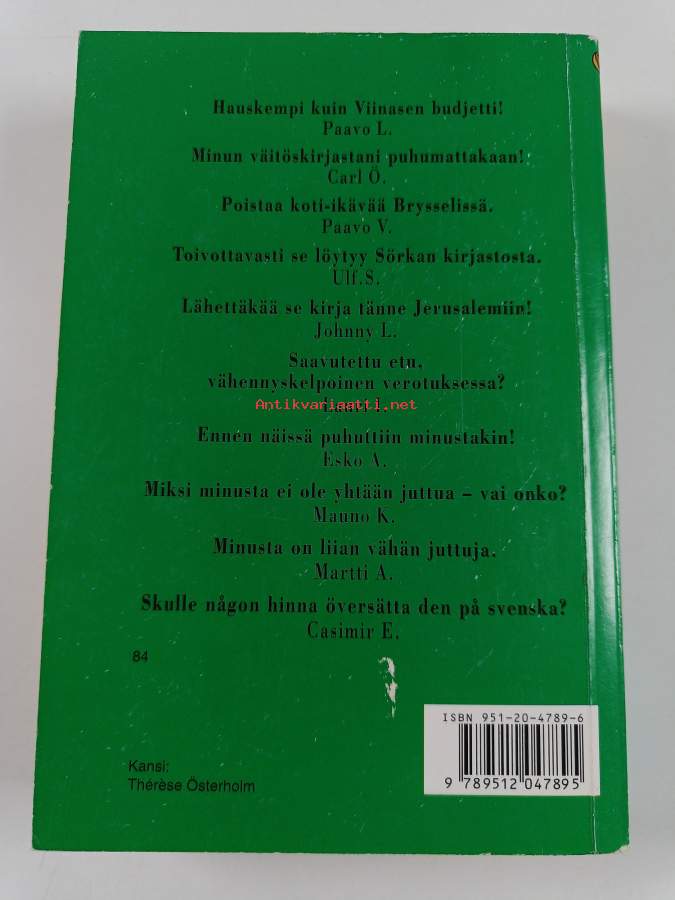 Hauskempi kuin Viinasen budjetti!
Paavo L.
Minun väitöskirjastani puhumattakaan!
Carl Ö.
Poistaa koti-ikävää Brysselissä.
Paavo V.
Toivottavasti se löytyy Sörkan kirjastosta.
Ulf.S.
Lähettäkää se kirja tänne Jerusalemiin!
Johnny L.
Saavutettu etu,
vähennyskelpoinen verotuksessa?
Antikvariaatti.net
Ennen näissä puhuttiin minustakin!
Esko A.
Miksi minusta ei ole yhtään juttua – vai onko?
Mauno K.
Minusta on liian vähän juttuja.
Martti A.
Skulle någon hinna översätta den på svenska?
Casimir E.
84
ISBN 951-20-4789-6
9 789512 047895
Kansi:
Thérèse Österholm